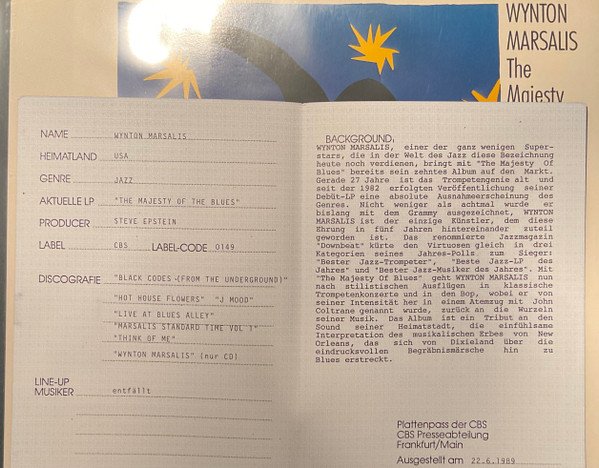 WYNTON
MARSALIS
The
Majesty
NAME WYNTON MARSALIS
HEIMATLAND USA
GENRE JAZZ
AKTUELLE LP "THE MAJESTY OF THE BLUES"
PRODUCER STEVE EPSTEIN
LABEL CBS LABEL-CODE 0149
DISCOGRAFIE "BLACK CODES (FROM THE UNDERGROUND)"
"HOT HOUSE FLOWERS" "J MOOD"
"LIVE AT BLUES ALLEY"
"MARSALIS STANDARD TIME VOL 1"
"THINK OF ME"
"WYNTON MARSALIS" (nur CD)
LINE-UP
MUSIKER entfällt
BACKGROUND
WYNTON MARSALIS, einer der ganz wenigen Super-
stars, die in der Welt des Jazz diese Bezeichnung
heute noch verdienen, bringt mit "The Majesty Of
Blues" bereits sein zehntes Album auf den Markt.
Gerade 27 Jahre ist das Trompetengenie alt und
seit der 1982 erfolgten Veröffentlichung seiner
Debüt-LP eine absolute Ausnahmeerscheinung des
Genres. Nicht weniger als achtmal wurde er
bislang mit dem Grammy ausgezeichnet, WYNTON
MARSALIS ist der einzige Künstler, dem diese
Ehrung in fünf Jahren hintereinander zuteil
geworden ist. Das renommierte Jazzmagazin
"Downbeat" kürte den Virtuosen gleich in drei
Kategorien seines Jahres-Polls zum Sieger:
"Bester Jazz-Trompeter", "Beste Jazz-LP des
Jahres" und "Bester Jazz-Musiker des Jahres". Mit
"The Majesty Of Blues" geht WYNTON MARSALIS nun
nach stilistischen Ausflügen in klassische
Trompetenkonzerte und in den Bop, wobei er von
seiner Intensität her in einem Atemzug mit John
Coltrane genannt wurde, zurück an die Wurzeln
seiner Musik. Das Album ist ein Tribut an den
Sound seiner Heimatstadt, die einfühlsame
Interpretation des musikalischen Erbes von New
Orleans, das sich von Dixieland über die
eindrucksvollen Begräbnismärsche hin zu
Blues erstreckt.
Plattenpass der CBS
CBS Presseabteilung
Frankfurt/Main
Ausgestellt am 22.6.1989